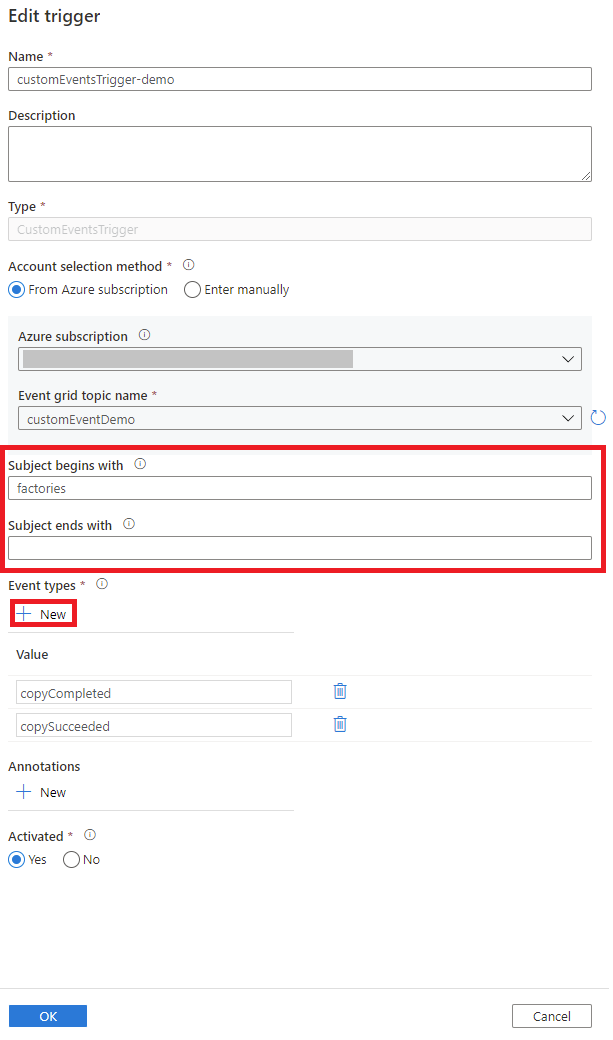 Edit trigger
Name *
customEventsTrigger-demo
Description
Type *
CustomEventsTrigger
Account selection method *
From Azure subscription Enter manually
Azure subscription
Event grid topic name *
customEventDemo
Subject begins with
factories
Subject ends with
Event types *
New
Value
copyCompleted
copySucceeded
Annotations
New
Activated *
Yes No
OK Cancel